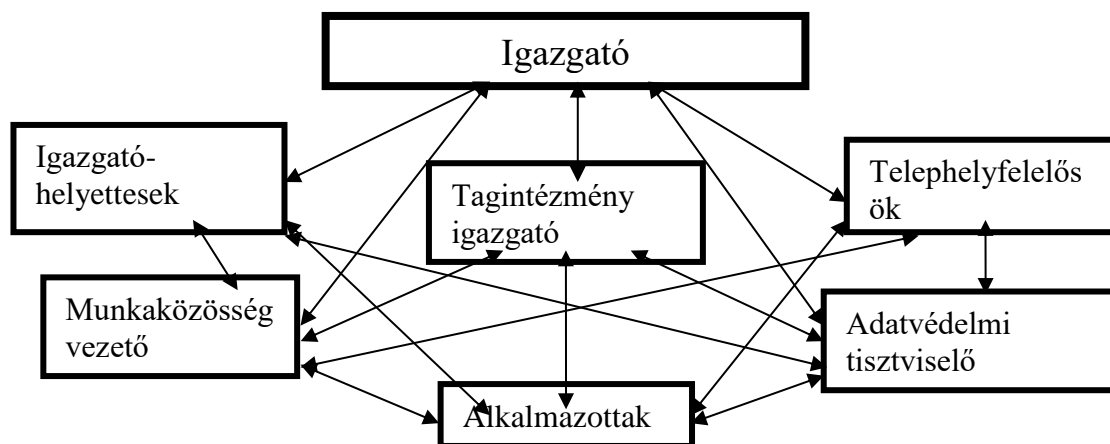 Igazgató
Igazgató-
helyettesek
Tagintézmény
igazgató
Telephelyfelelős
ök
Munkaközösség
vezető
Adatvédelmi
tisztviselő
Alkalmazottak